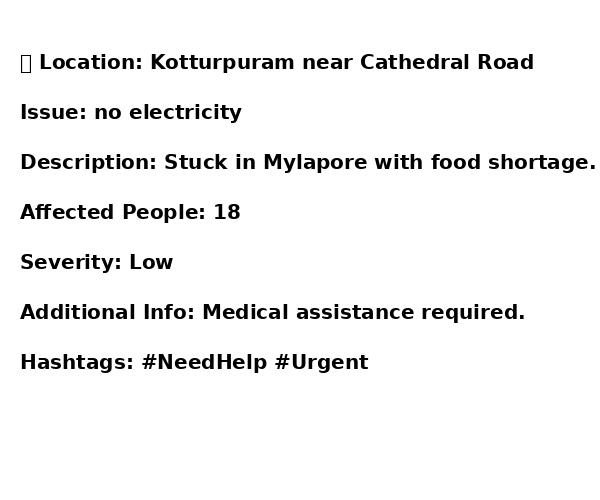 Location: Kotturpuram near Cathedral Road
Issue: no electricity
Description: Stuck in Mylapore with food shortage.
Affected People: 18
Severity: Low
Additional Info: Medical assistance required.
Hashtags: #NeedHelp #Urgent